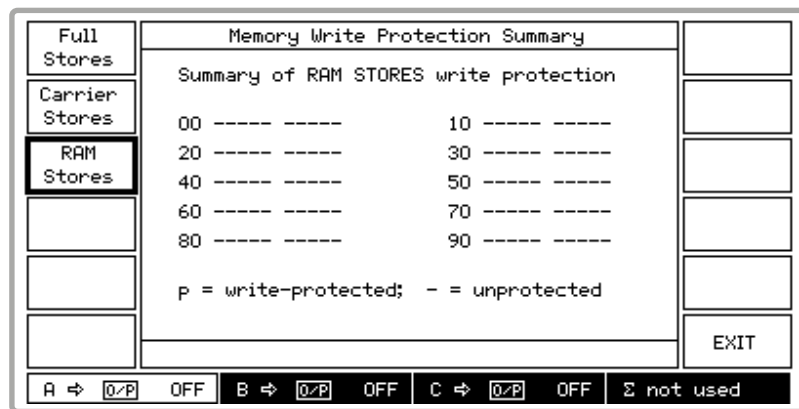 Full
Stores
Carrier
Stores
RAM
Stores
Memory Write Protection Summary
Summary of RAM STORES write protection
00 ----- ----- 10 ----- -----
20 ----- ----- 30 ----- -----
40 ----- ----- 50 ----- -----
60 ----- ----- 70 ----- -----
80 ----- ----- 90 ----- -----
p = write-protected; - = unprotected
EXIT
A ⇨ O/P OFF B ⇨ O/P OFF C ⇨ O/P OFF Σ not used